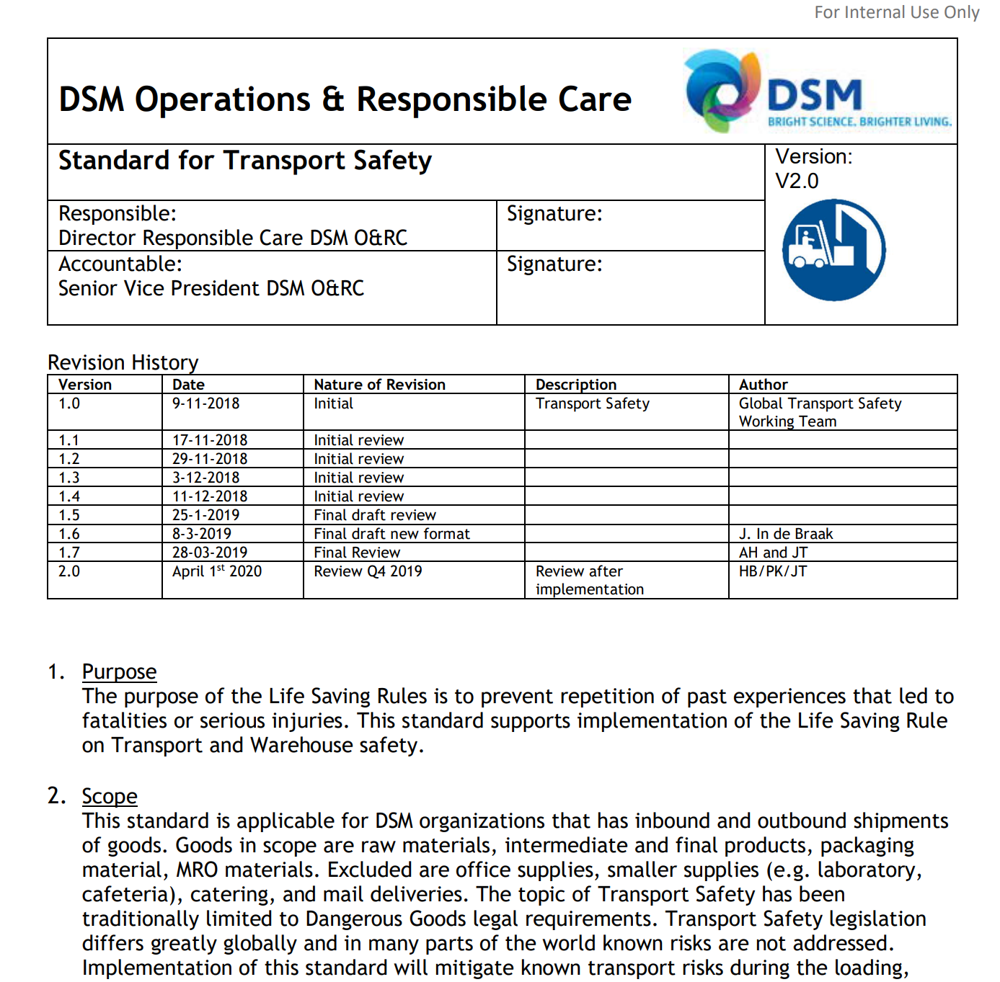 For Internal Use Only
DSM Operations & Responsible Care
DSM
BRIGHT SCIENCE. BRIGHTER LIVING.
Standard for Transport Safety
Version:
V2.0
Responsible:
Director Responsible Care DSM O&RC
Signature:
Accountable:
Senior Vice President DSM O&RC
Signature:
Revision History
Version Date Nature of Revision Description Author
1.0 9-11-2018 Initial Transport Safety Global Transport Safety
Working Team
1.1 17-11-2018 Initial review
1.2 29-11-2018 Initial review
1.3 3-12-2018 Initial review
1.4 11-12-2018 Initial review
1.5 25-1-2019 Final draft review
1.6 8-3-2019 Final draft new format J. In de Braak
1.7 28-03-2019 Final Review AH and JT
2.0 April 1st 2020 Review Q4 2019 Review after HB/PK/JT
implementation
1. Purpose
The purpose of the Life Saving Rules is to prevent repetition of past experiences that led to
fatalities or serious injuries. This standard supports implementation of the Life Saving Rule
on Transport and Warehouse safety.
2. Scope
This standard is applicable for DSM organizations that has inbound and outbound shipments
of goods. Goods in scope are raw materials, intermediate and final products, packaging
material, MRO materials. Excluded are office supplies, smaller supplies (e.g. laboratory,
cafeteria), catering, and mail deliveries. The topic of Transport Safety has been
traditionally limited to Dangerous Goods legal requirements. Transport Safety legislation
differs greatly globally and in many parts of the world known risks are not addressed.
Implementation of this standard will mitigate known transport risks during the loading,